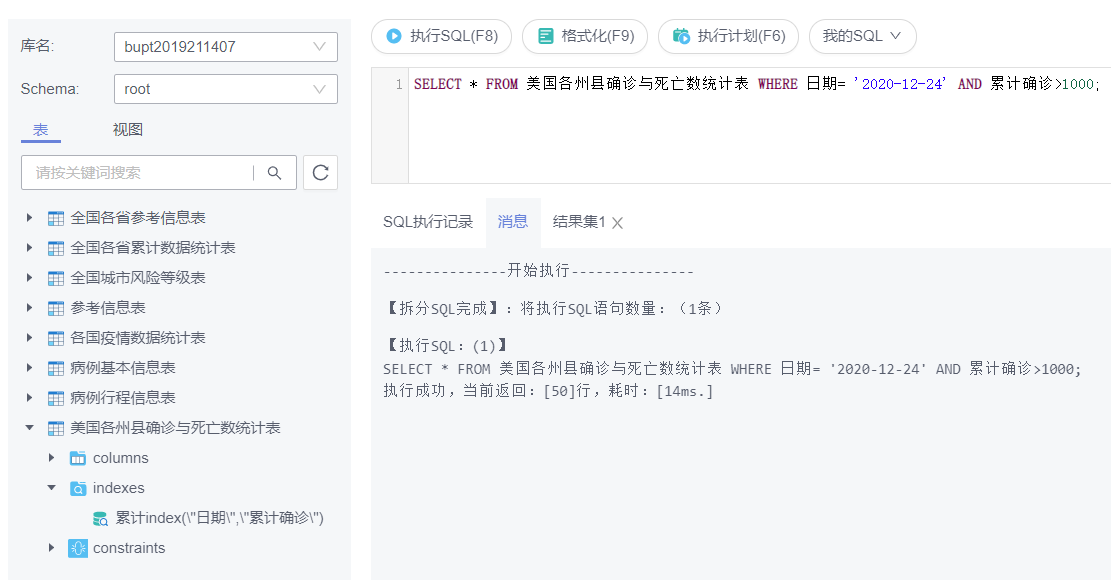 库名:
bupt2019211407
Schema:
root
表 视图
请按关键词搜索
全国各省参考信息表
全国各省累计数据统计表
全国城市风险等级表
参考信息表
各国疫情数据统计表
病例基本信息表
病例行程信息表
美国各州县确诊与死亡数统计表
columns
indexes
累计index(\"日期\",\"累计确诊\")
constraints
执行SQL(F8) 格式化(F9) 执行计划(F6) 我的SQL
1 SELECT * FROM 美国各州县确诊与死亡数统计表 WHERE 日期= '2020-12-24' AND 累计确诊>1000;
SQL执行记录 消息 结果集1
---------------开始执行---------------
【拆分SQL完成】:将执行SQL语句数量:(1条)
【执行SQL:(1)】
SELECT * FROM 美国各州县确诊与死亡数统计表 WHERE 日期= '2020-12-24' AND 累计确诊>1000;
执行成功,当前返回:[50]行,耗时:[14ms.]